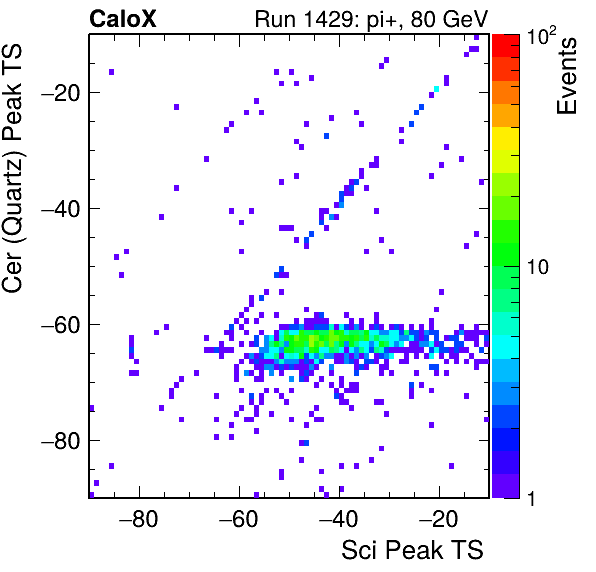 CaloX Run 1429: pi+, 80 GeV
Cer (Quartz) Peak TS
−20
−40
−60
−80
−80 −60 −40 −20
Sci Peak TS
10²
10
1
Events